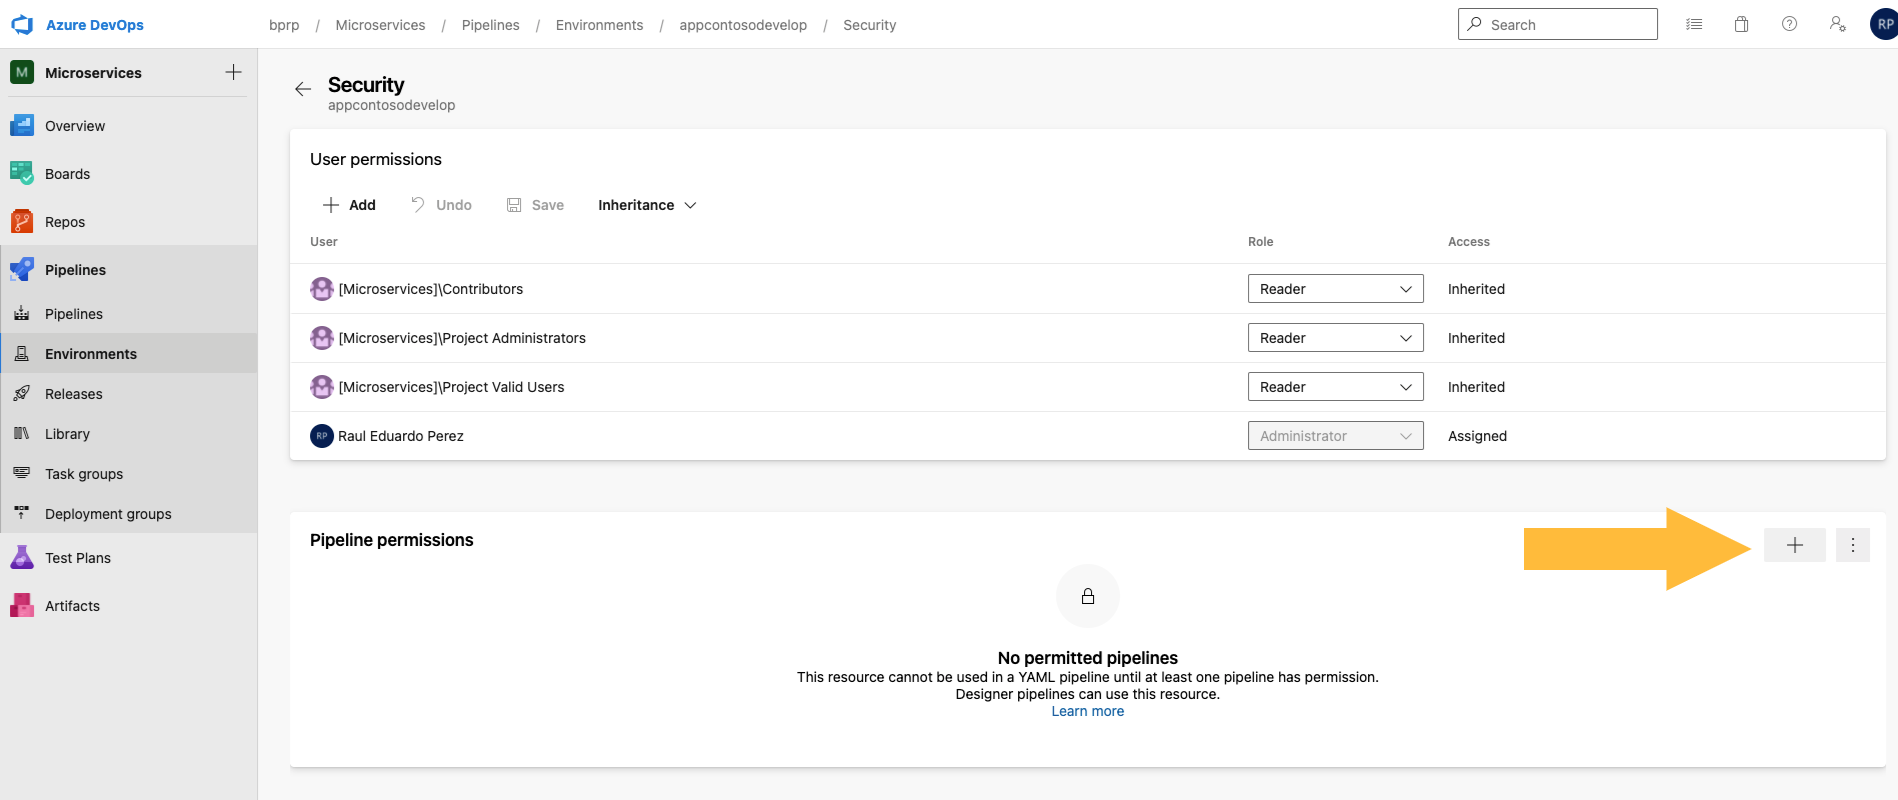 Azure DevOps
bprp / Microservices / Pipelines / Environments / appcontosodevelop / Security
Search
RP
M Microservices
Overview
Boards
Repos
Pipelines
Pipelines
Environments
Releases
Library
Task groups
Deployment groups
Test Plans
Artifacts
Security
appcontosodevelop
User permissions
Add Undo Save Inheritance
User Role Access
[Microservices]\Contributors Reader Inherited
[Microservices]\Project Administrators Reader Inherited
[Microservices]\Project Valid Users Reader Inherited
RP Raul Eduardo Perez Administrator Assigned
Pipeline permissions
No permitted pipelines
This resource cannot be used in a YAML pipeline until at least one pipeline has permission.
Designer pipelines can use this resource.
Learn more